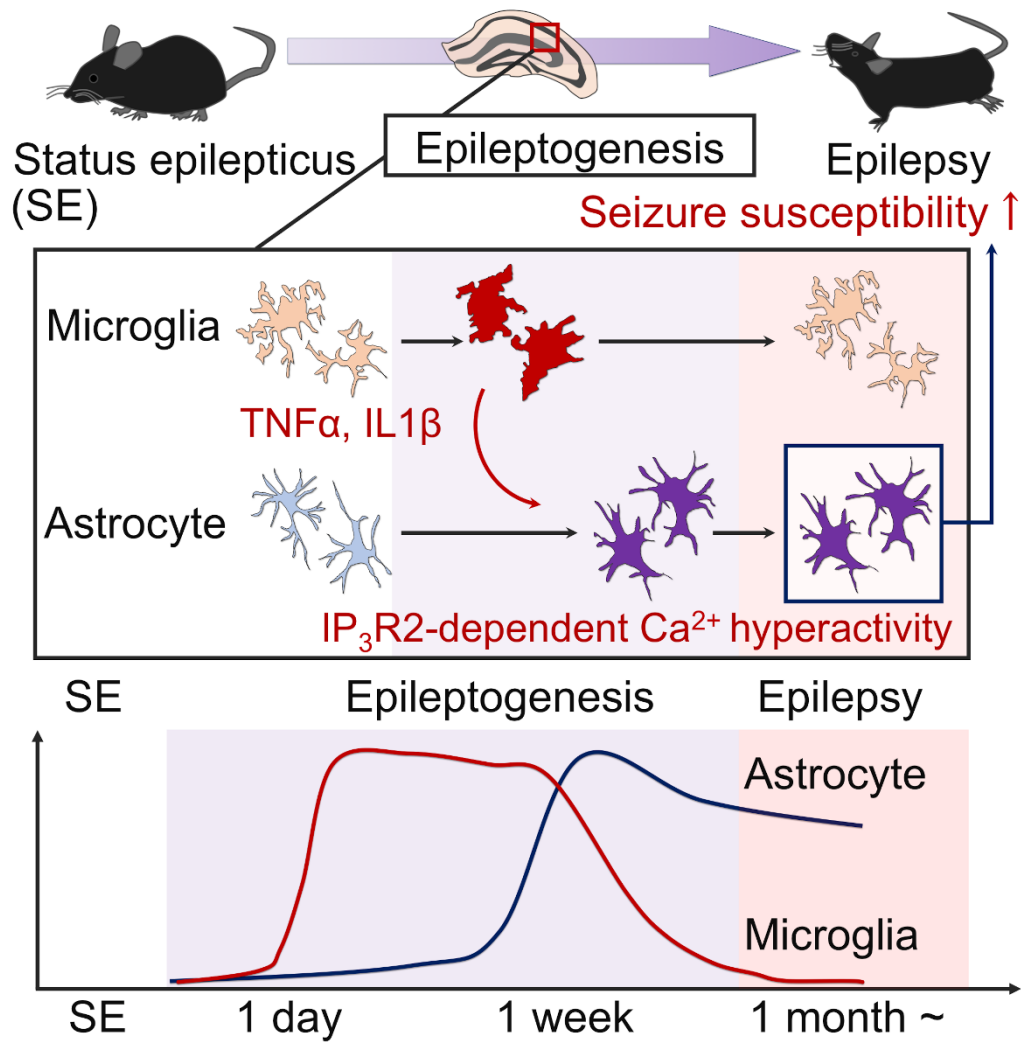 Status epilepticus
(SE)
Epileptogenesis
Epilepsy
Seizure susceptibility ↑
Microglia
TNFα, IL1β
Astrocyte
IP₃R2-dependent Ca²⁺ hyperactivity
SE
Epileptogenesis
Epilepsy
Astrocyte
Microglia
SE
1 day
1 week
1 month ~